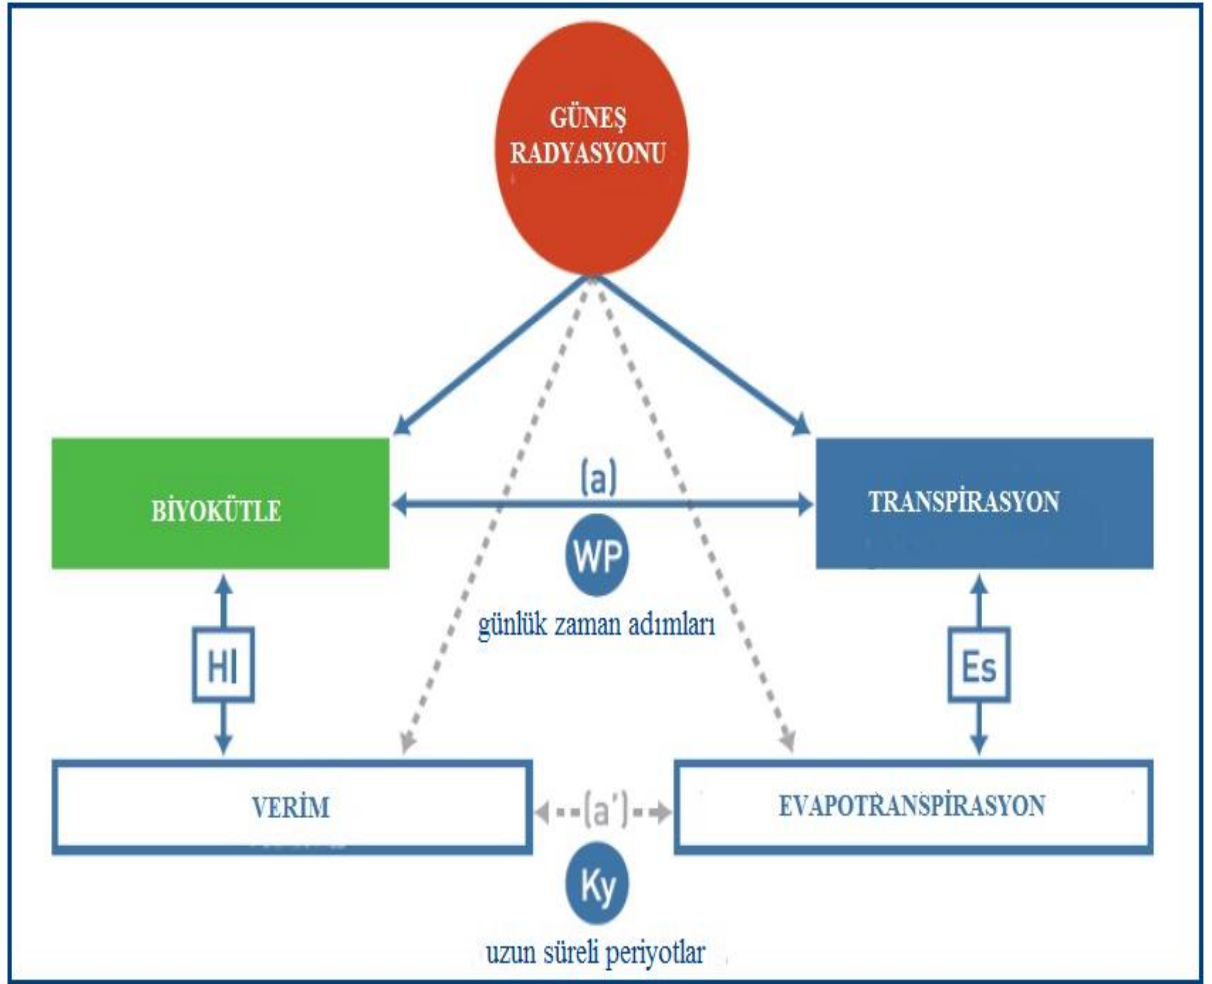 GÜNEŞ
RADYASYONU
(a)
BİYOKÜTLE
TRANSPİRASYON
WP
günlük zaman adımları
HI
Es
VERİM
(a')
EVAPOTRANSPİRASYON
Ky
uzun süreli periyotlar